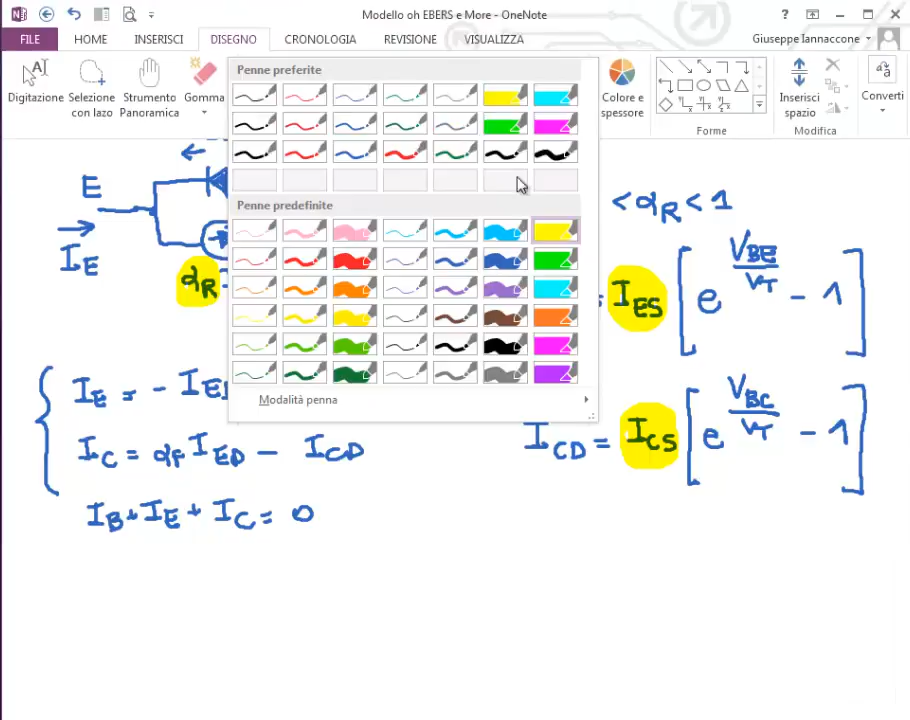 Modello oh EBERS e More - OneNote
FILE HOME INSERISCI DISEGNO CRONOLOGIA REVISIONE VISUALIZZA
Giuseppe Iannaccone
Digitazione
Selezione con lazo
Strumento Panoramica
Gomma
Colore e spessore
Forme
Inserisci spazio
Modifica
Converti
Penne preferite
Penne predefinite
Modalità penna
E
I_E
α_R
< α_R < 1
= I_ES [ e^(V_BE/V_T) - 1 ]
I_CD = I_CS [ e^(V_BC/V_T) - 1 ]
I_E = - I_ED
I_C = α_F I_ED - I_CD
I_B + I_E + I_C = 0